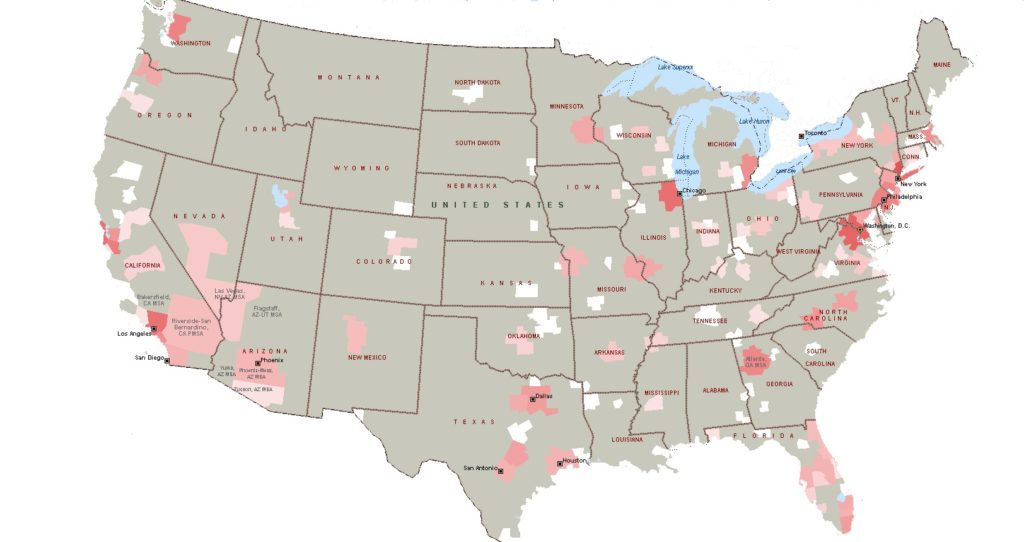 Lake Superior
MAINE
WASHINGTON
MONTANA
NORTH DAKOTA
MINNESOTA
VT.
N.H.
OREGON
IDAHO
SOUTH DAKOTA
WISCONSIN
MICHIGAN
Lake Huron
Toronto
MASS.
NEW YORK
CONN.
WYOMING
Lake
Michigan
Lake Erie
NEBRASKA
IOWA
Chicago
PENNSYLVANIA
New York
Philadelphia
N.J.
UNITED STATES
NEVADA
UTAH
ILLINOIS
INDIANA
OHIO
Washington, D.C.
WEST VIRGINIA
VIRGINIA
CALIFORNIA
COLORADO
KANSAS
MISSOURI
KENTUCKY
Bakersfield,
CA MSA
Las Vegas,
NV-AZ MSA
Flagstaff,
AZ-UT MSA
Riverside-San
Bernardino,
CA PMSA
Los Angeles
TENNESSEE
NORTH
CAROLINA
OKLAHOMA
ARKANSAS
SOUTH
CAROLINA
San Diego
ARIZONA
Phoenix
Phoenix-Mesa,
AZ MSA
Yuma,
AZ MSA
Tucson, AZ MSA
NEW MEXICO
Atlanta,
GA MSA
GEORGIA
MISSISSIPPI
ALABAMA
Dallas
TEXAS
LOUISIANA
FLORIDA
San Antonio
Houston